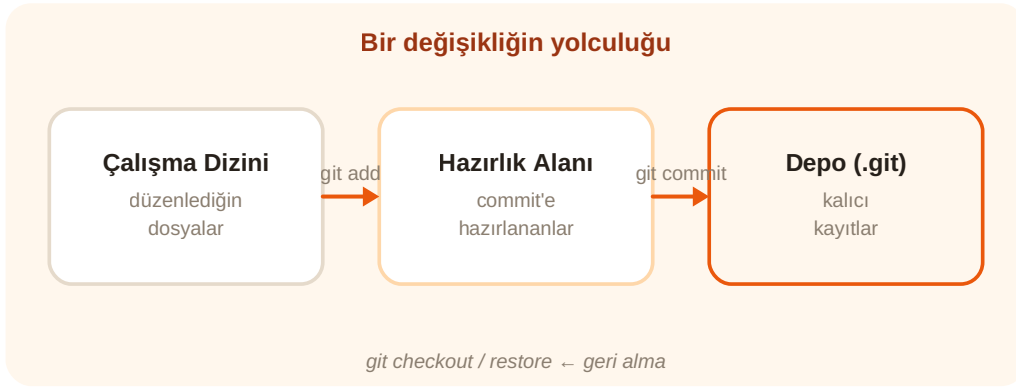 Bir değişikliğin yolculuğu
Çalışma Dizini
düzenlediğin
dosyalar
git add
Hazırlık Alanı
commit'e
hazırlananlar
git commit
Depo (.git)
kalıcı
kayıtlar
git checkout / restore ← geri alma